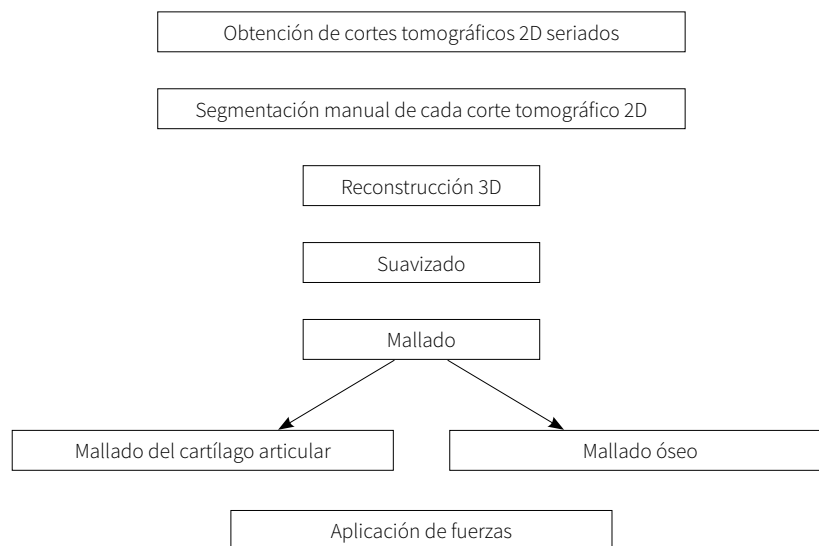 Obtención de cortes tomográficos 2D seriados
Segmentación manual de cada corte tomográfico 2D
Reconstrucción 3D
Suavizado
Mallado
Mallado del cartílago articular
Mallado óseo
Aplicación de fuerzas